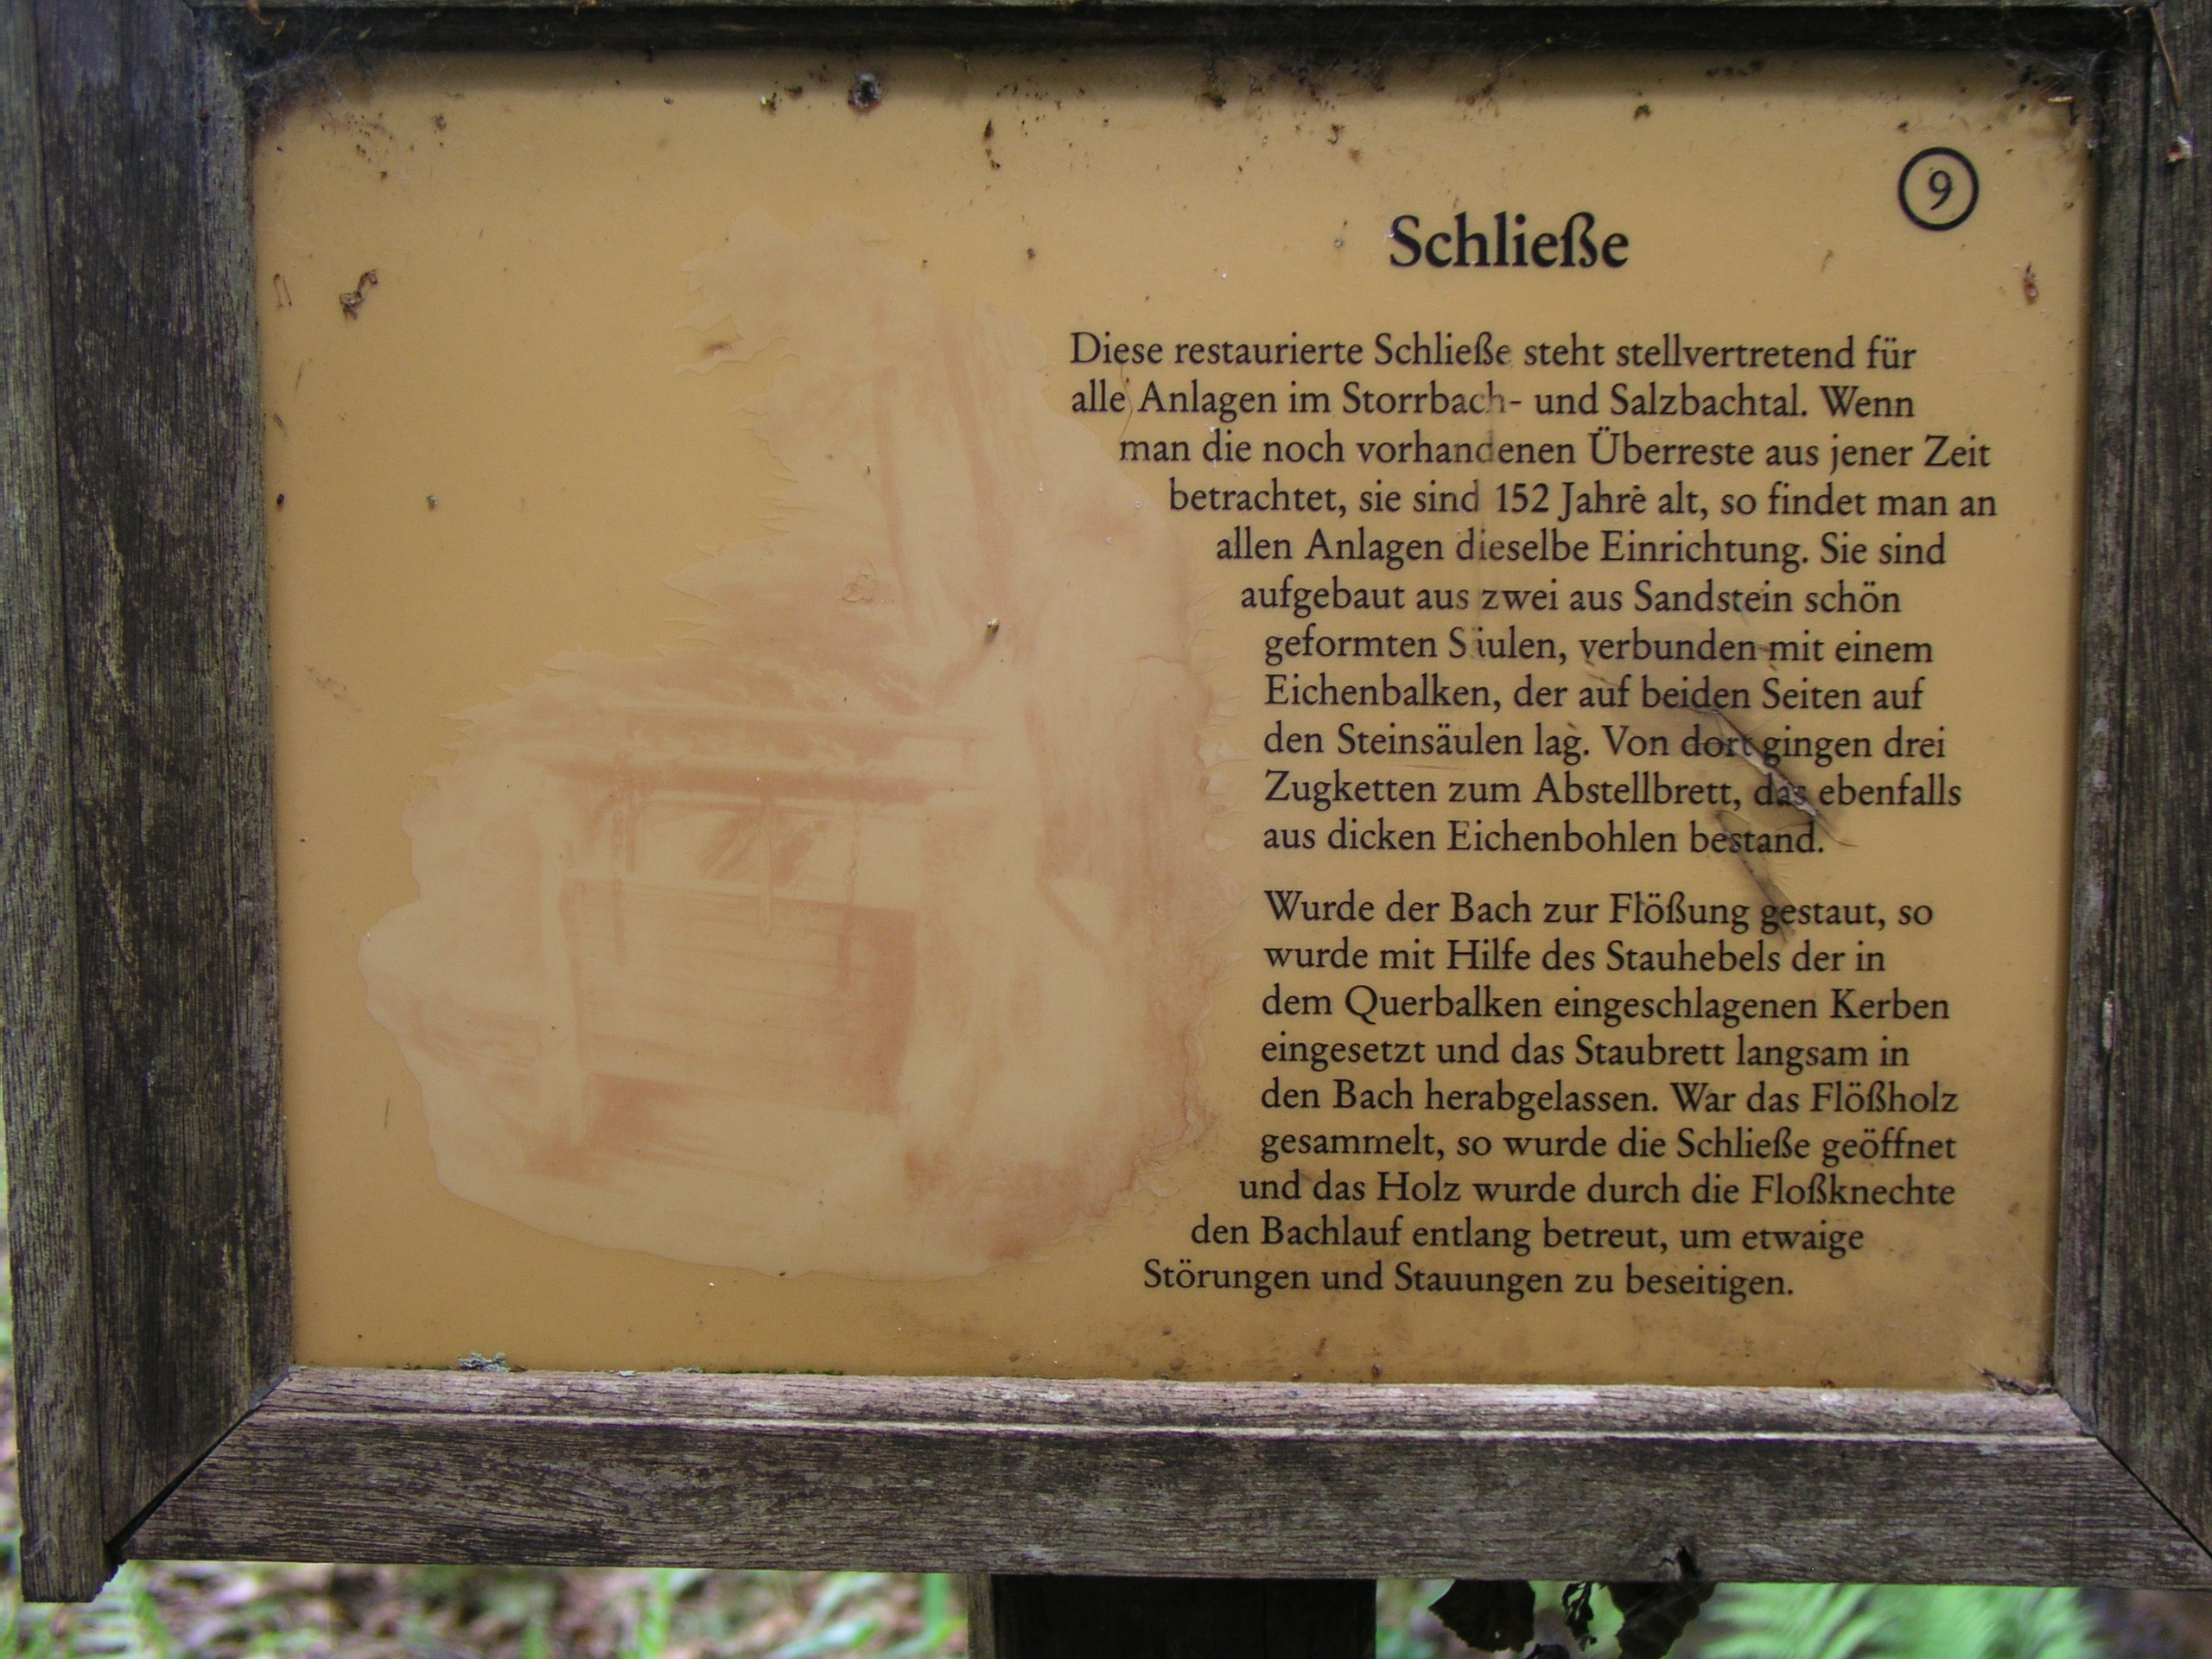 9
Schließe
Diese restaurierte Schließe steht stellvertretend für
alle Anlagen im Storrbach- und Salzbachtal. Wenn
man die noch vorhandenen Überreste aus jener Zeit
betrachtet, sie sind 152 Jahre alt, so findet man an
allen Anlagen dieselbe Einrichtung. Sie sind
aufgebaut aus zwei aus Sandstein schön
geformten Säulen, verbunden mit einem
Eichenbalken, der auf beiden Seiten auf
den Steinsäulen lag. Von dort gingen drei
Zugketten zum Abstellbrett, das ebenfalls
aus dicken Eichenbohlen bestand.
Wurde der Bach zur Flößung gestaut, so
wurde mit Hilfe des Stauhebels der in
dem Querbalken eingeschlagenen Kerben
eingesetzt und das Staubrett langsam in
den Bach herabgelassen. War das Flößholz
gesammelt, so wurde die Schließe geöffnet
und das Holz wurde durch die Floßknechte
den Bachlauf entlang betreut, um etwaige
Störungen und Stauungen zu beseitigen.